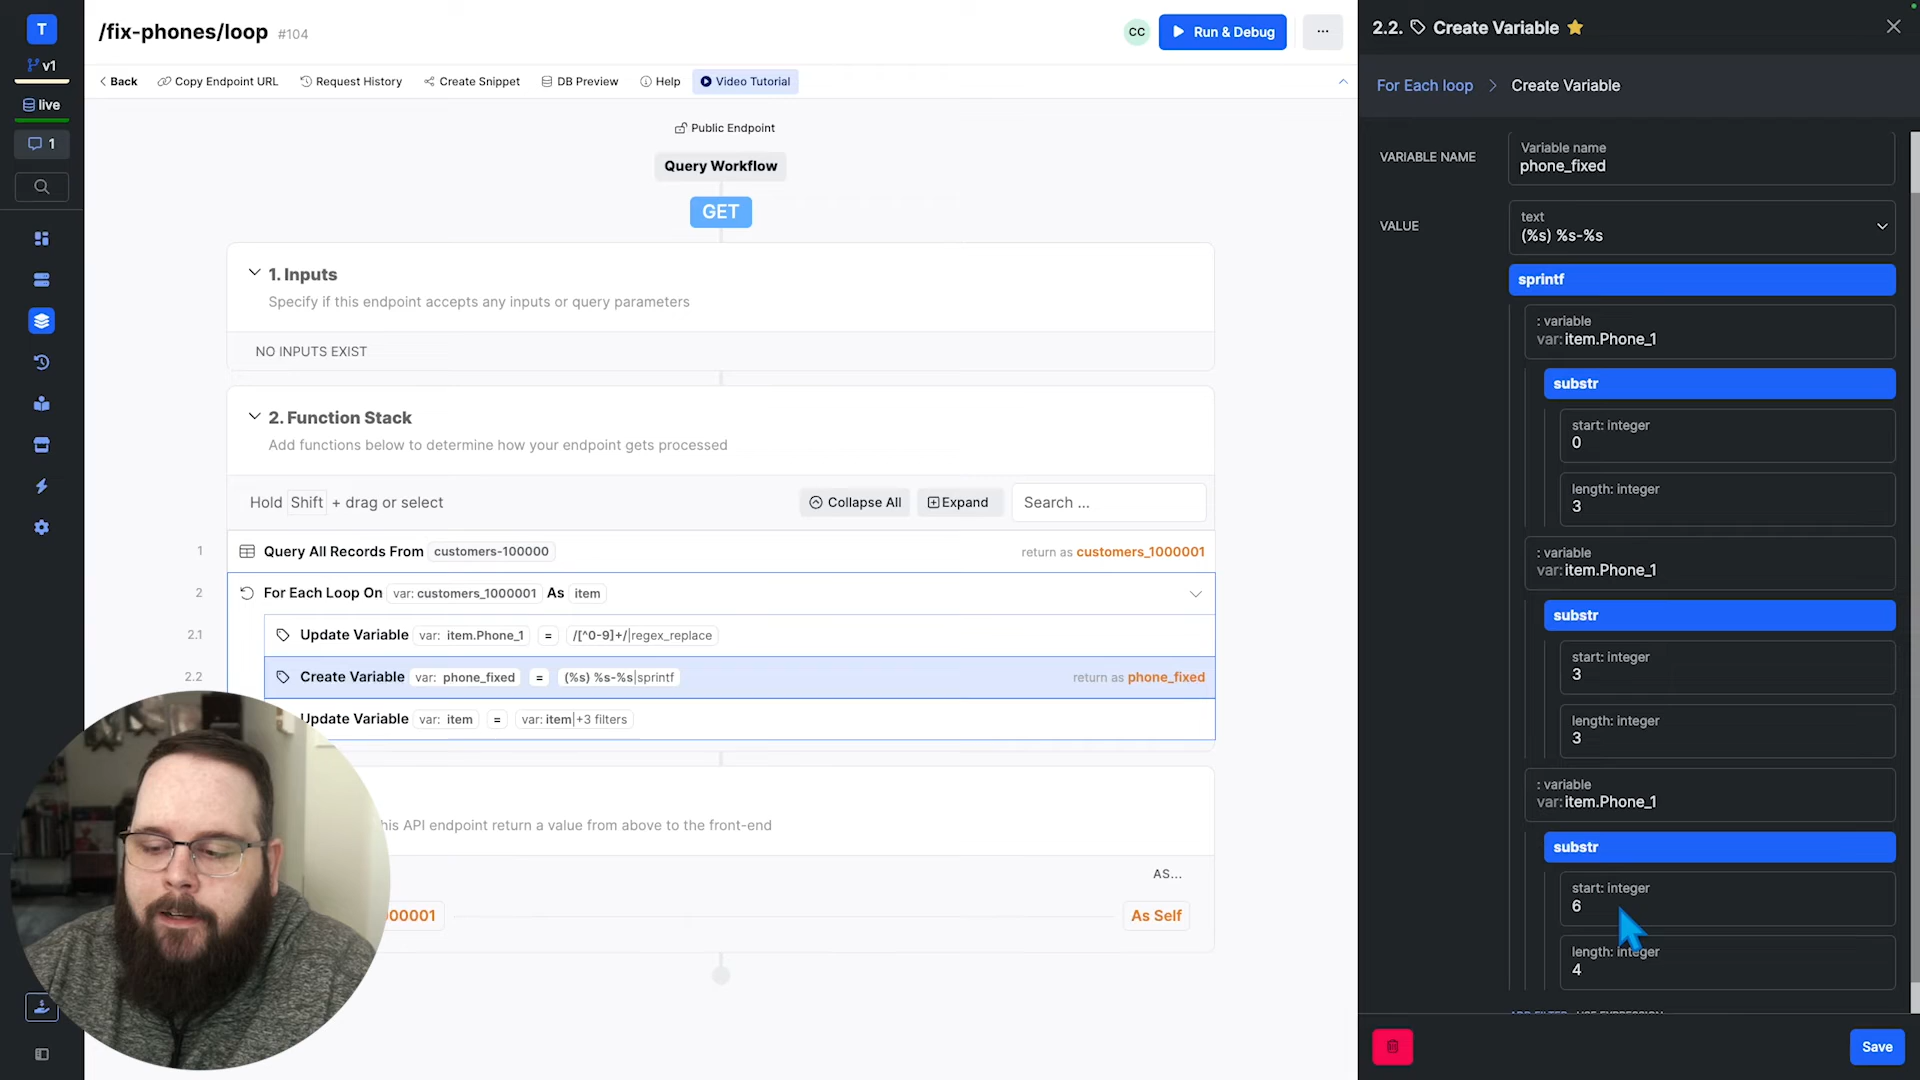 T
/fix-phones/loop #104
CC
Run & Debug
...
v1
Back
Copy Endpoint URL
Request History
Create Snippet
DB Preview
Help
Video Tutorial
live
1
Public Endpoint
Query Workflow
GET
1. Inputs
Specify if this endpoint accepts any inputs or query parameters
NO INPUTS EXIST
2. Function Stack
Add functions below to determine how your endpoint gets processed
Hold Shift + drag or select
Collapse All
Expand
Search ...
1 Query All Records From customers-100000 return as customers_1000001
2 For Each Loop On var: customers_1000001 As item
2.1 Update Variable var: item.Phone_1 = /[^0-9]+/|regex_replace
2.2 Create Variable var: phone_fixed = (%s) %s-%s|sprintf return as phone_fixed
Update Variable var: item = var: item|+3 filters
his API endpoint return a value from above to the front-end
AS...
00001
As Self
2.2. Create Variable
For Each loop > Create Variable
VARIABLE NAME
Variable name
phone_fixed
VALUE
text
(%s) %s-%s
sprintf
: variable
var: item.Phone_1
substr
start: integer
0
length: integer
3
: variable
var: item.Phone_1
substr
start: integer
3
length: integer
3
: variable
var: item.Phone_1
substr
start: integer
6
length: integer
4
Save